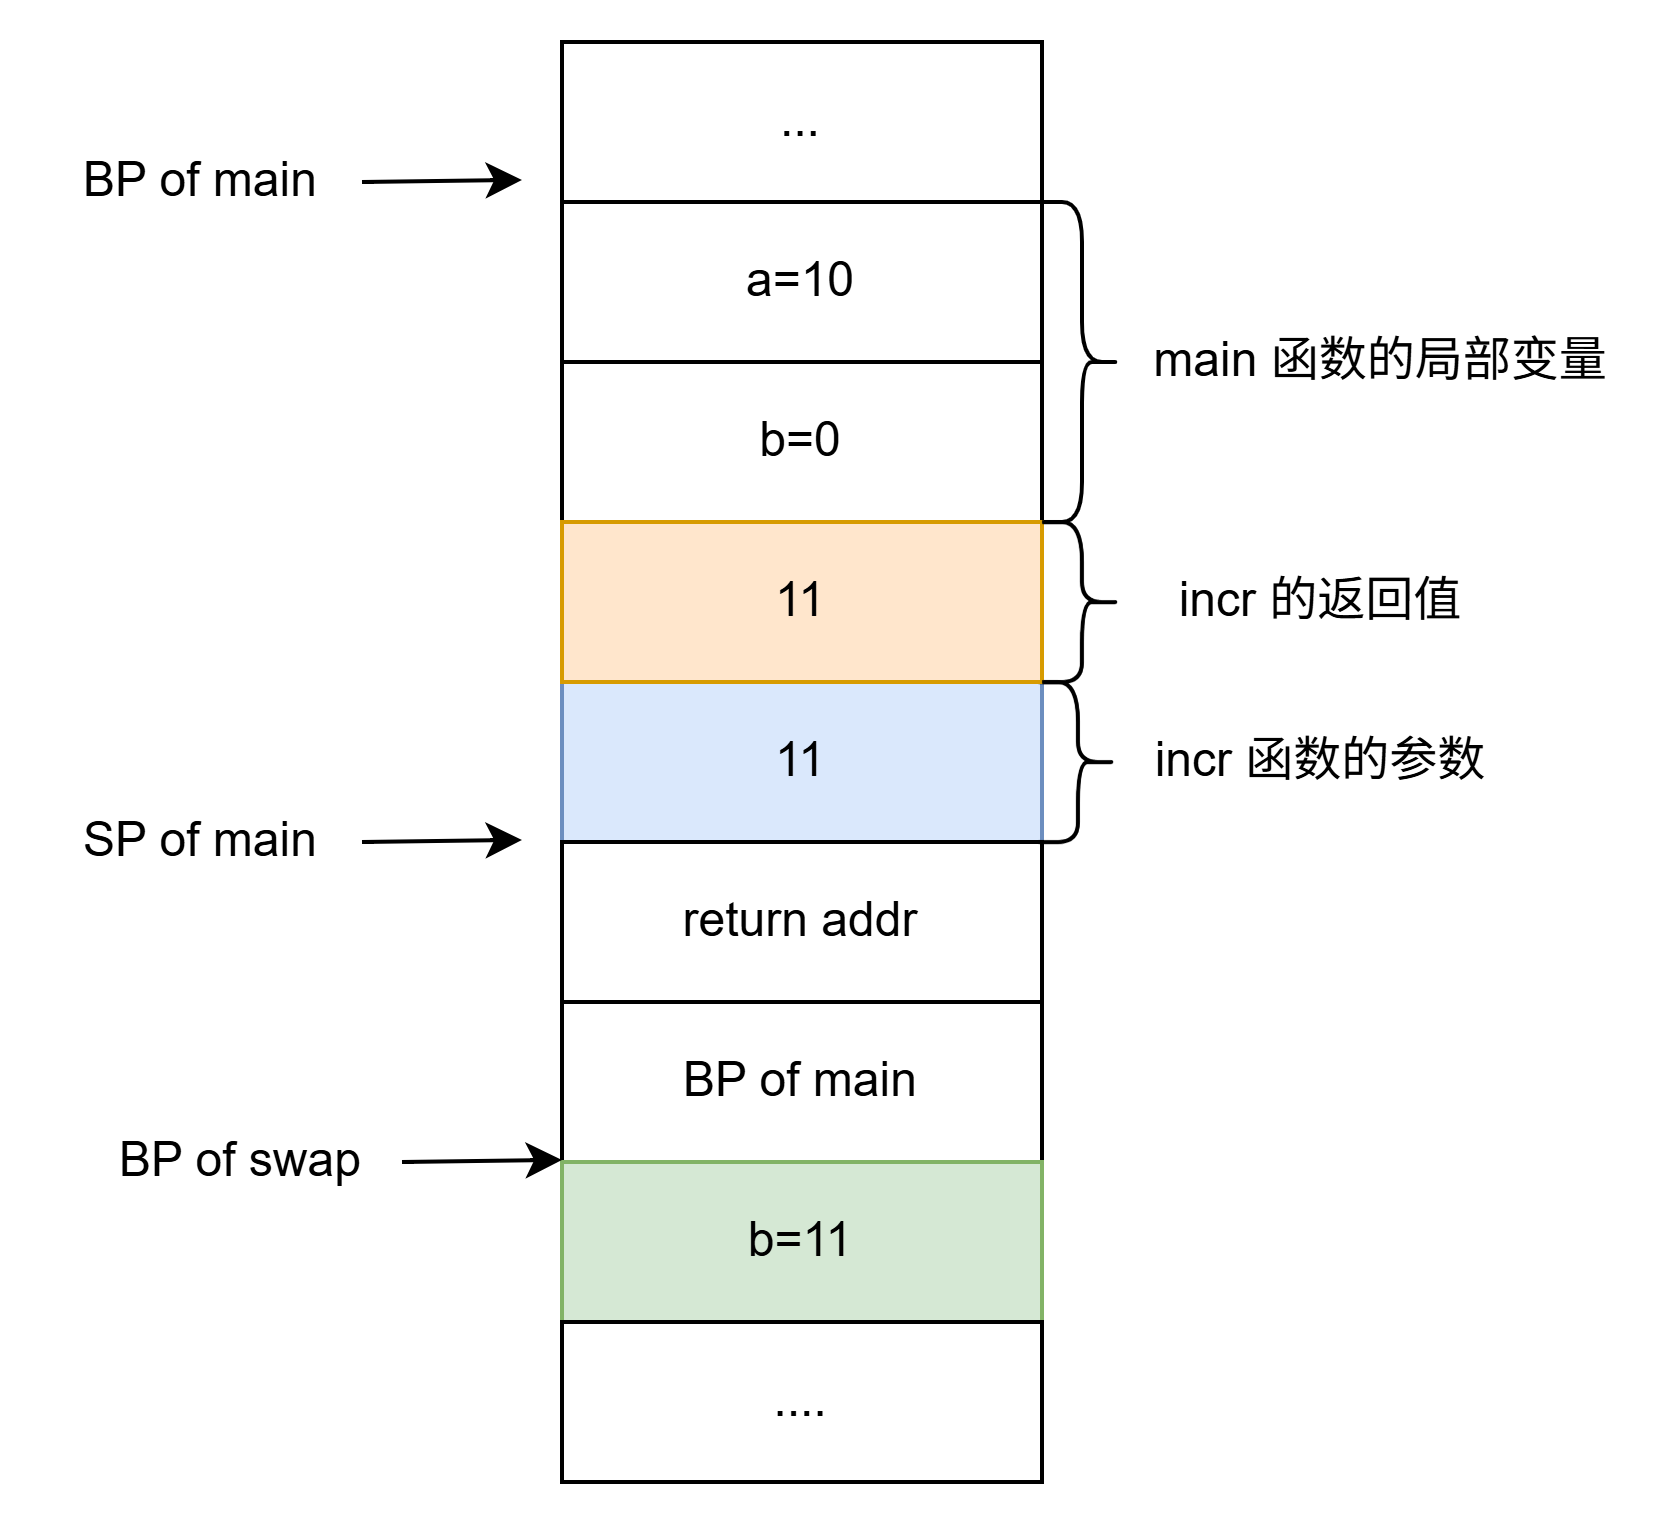 ...
BP of main
a=10
main 函数的局部变量
b=0
11
incr 的返回值
11
incr 函数的参数
SP of main
return addr
BP of main
BP of swap
b=11
....